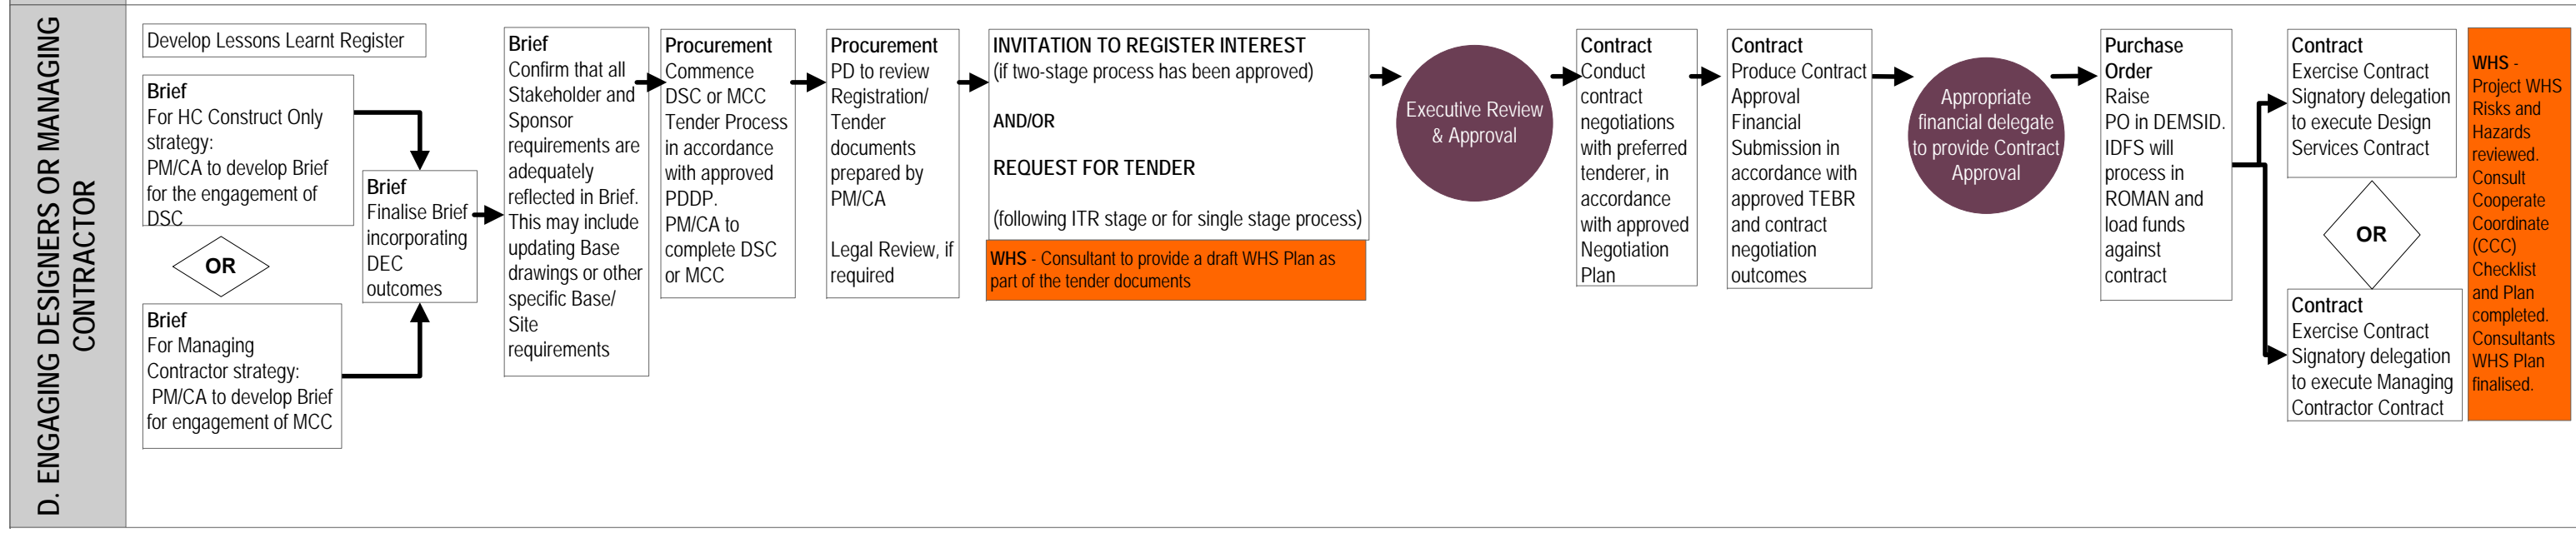 D. ENGAGING DESIGNERS OR MANAGING
CONTRACTOR
Develop Lessons Learnt Register
Brief
For HC Construct Only
strategy:
PM/CA to develop Brief
for the engagement of
DSC
OR
Brief
For Managing
Contractor strategy:
PM/CA to develop Brief
for engagement of MCC
Brief
Finalise Brief
incorporating
DEC
outcomes
Brief
Confirm that all
Stakeholder and
Sponsor
requirements are
adequately
reflected in Brief.
This may include
updating Base
drawings or other
specific Base/
Site
requirements
Procurement
Commence
DSC or MCC
Tender Process
in accordance
with approved
PDDP.
PM/CA to
complete DSC
or MCC
Procurement
PD to review
Registration/
Tender
documents
prepared by
PM/CA
Legal Review, if
required
INVITATION TO REGISTER INTEREST
(if two-stage process has been approved)
AND/OR
REQUEST FOR TENDER
(following ITR stage or for single stage process)
WHS - Consultant to provide a draft WHS Plan as
part of the tender documents
Executive Review
& Approval
Contract
Conduct
contract
negotiations
with preferred
tenderer, in
accordance
with approved
Negotiation
Plan
Contract
Produce Contract
Approval
Financial
Submission in
accordance with
approved TEBR
and contract
negotiation
outcomes
Appropriate
financial delegate
to provide Contract
Approval
Purchase
Order
Raise
PO in DEMSID.
IDFS will
process in
ROMAN and
load funds
against
contract
Contract
Exercise Contract
Signatory delegation
to execute Design
Services Contract
OR
Contract
Exercise Contract
Signatory delegation
to execute Managing
Contractor Contract
WHS -
Project WHS
Risks and
Hazards
reviewed.
Consult
Cooperate
Coordinate
(CCC)
Checklist
and Plan
completed.
Consultants
WHS Plan
finalised.